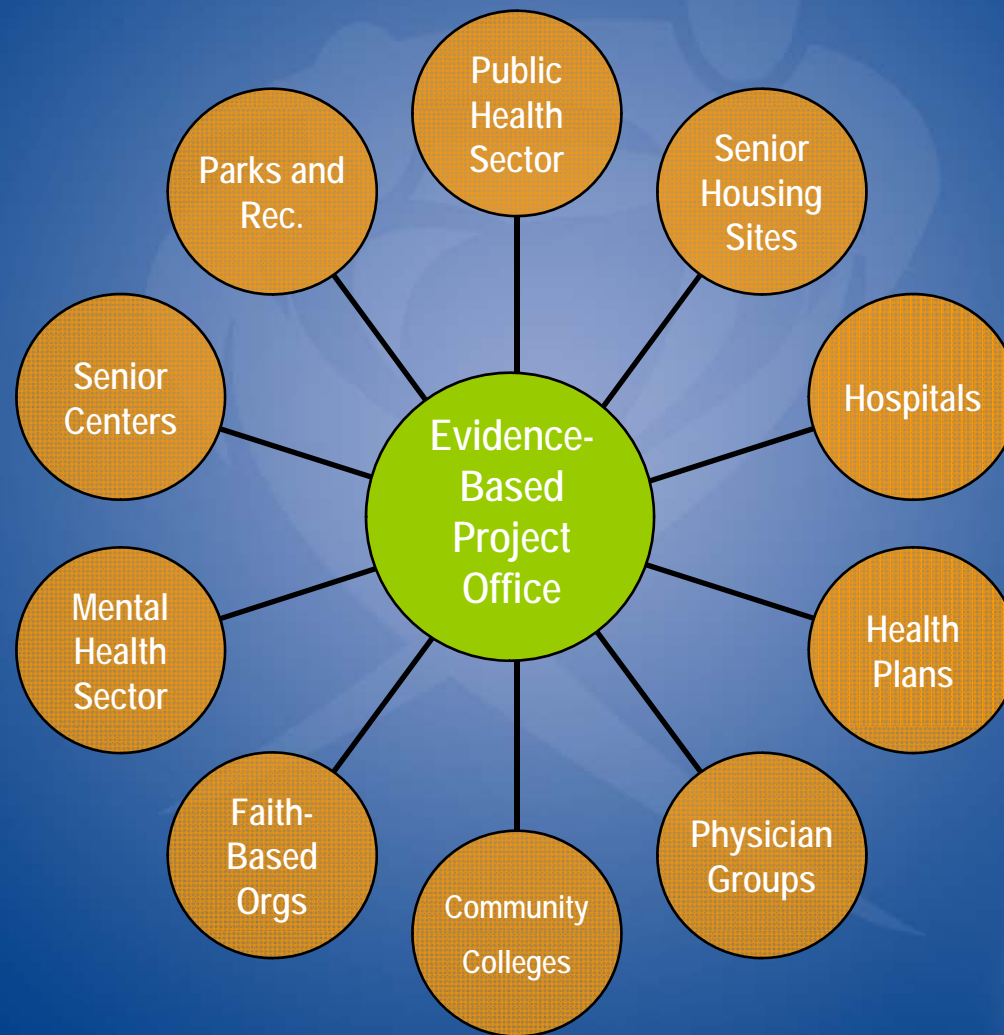 Public
Health
Sector
Senior
Housing
Sites
Hospitals
Health
Plans
Physician
Groups
Community
Colleges
Faith-
Based
Orgs
Mental
Health
Sector
Senior
Centers
Parks and
Rec.
Evidence-
Based
Project
Office